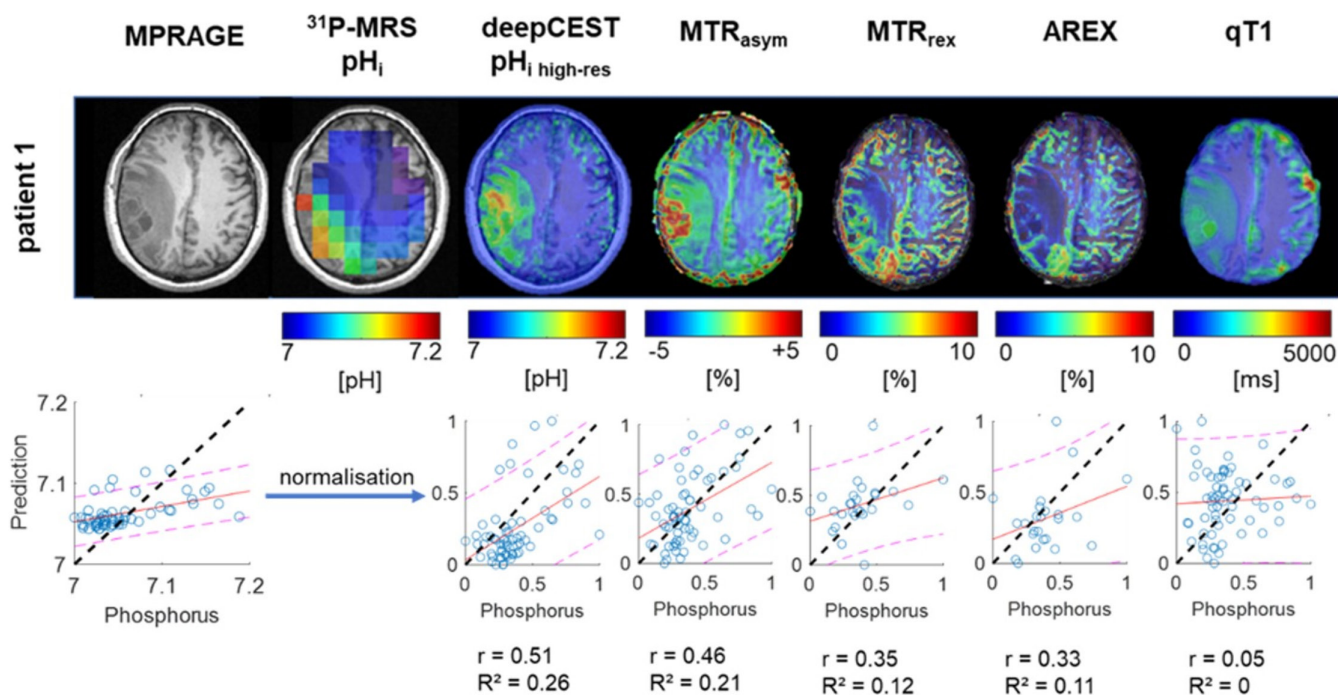 MPRAGE
³¹P-MRS
pHᵢ
deepCEST
pHᵢ high-res
MTRasym
MTRrex
AREX
qT1
patient 1
7 7.2
[pH]
7 7.2
[pH]
-5 +5
[%]
0 10
[%]
0 10
[%]
0 5000
[ms]
7.2
7.1
7
Prediction
7 7.1 7.2
Phosphorus
normalisation
1
0.5
0
0 0.5 1
Phosphorus
r = 0.51
R² = 0.26
1
0.5
0
0 0.5 1
Phosphorus
r = 0.46
R² = 0.21
1
0.5
0
0 0.5 1
Phosphorus
r = 0.35
R² = 0.12
1
0.5
0
0 0.5 1
Phosphorus
r = 0.33
R² = 0.11
1
0.5
0
0 0.5 1
Phosphorus
r = 0.05
R² = 0